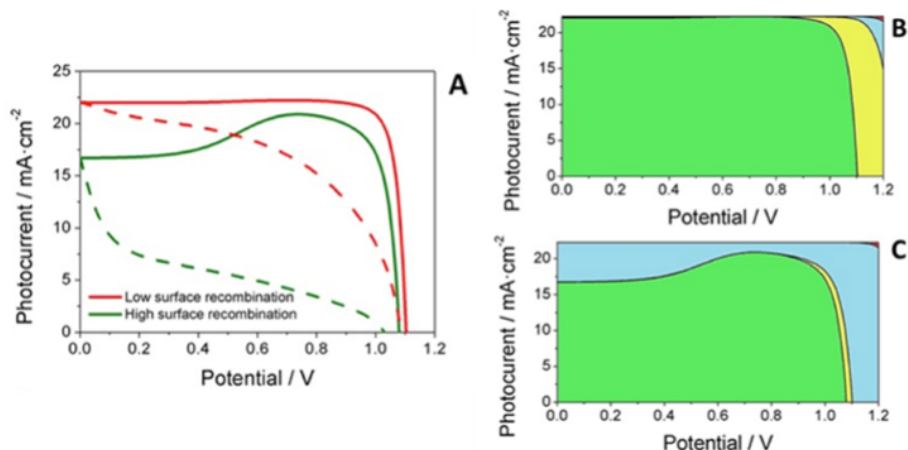 A
Photocurrent / mA·cm-2
25
20
15
10
5
0
Low surface recombination
High surface recombination
0.0 0.2 0.4 0.6 0.8 1.0 1.2
Potential / V
B
Photocurent / mA·cm-2
20
15
10
5
0
0.0 0.2 0.4 0.6 0.8 1.0 1.2
Potential / V
C
Photocurrent / mA·cm-2
20
15
10
5
0
0.0 0.2 0.4 0.6 0.8 1.0 1.2
Potential / V